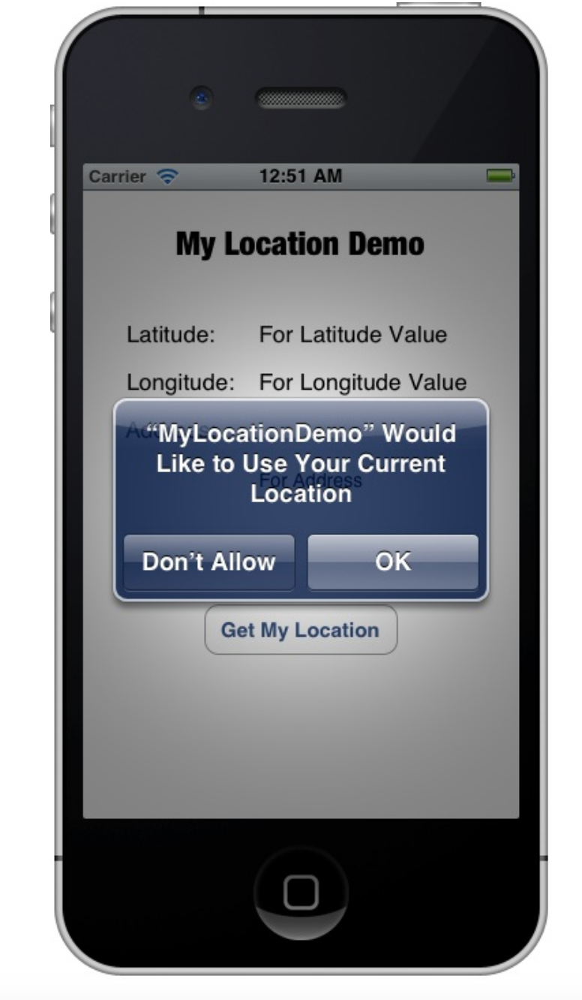 Carrier 12:51 AM
My Location Demo
Latitude: For Latitude Value
Longitude: For Longitude Value
Address
“MyLocationDemo” Would
Like to Use Your Current
For Address
Location
Don’t Allow OK
Get My Location